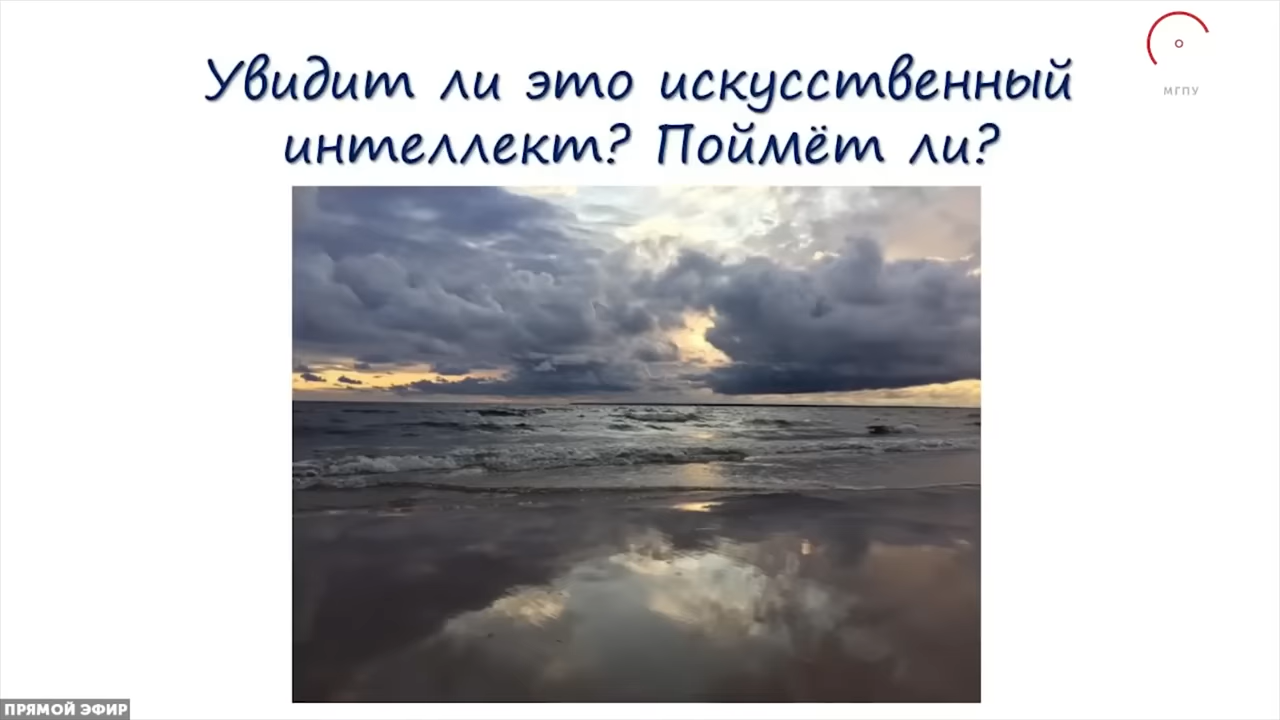 Увидит ли это искусственный
интеллект? Поймёт ли?
МГПУ
ПРЯМОЙ ЭФИР